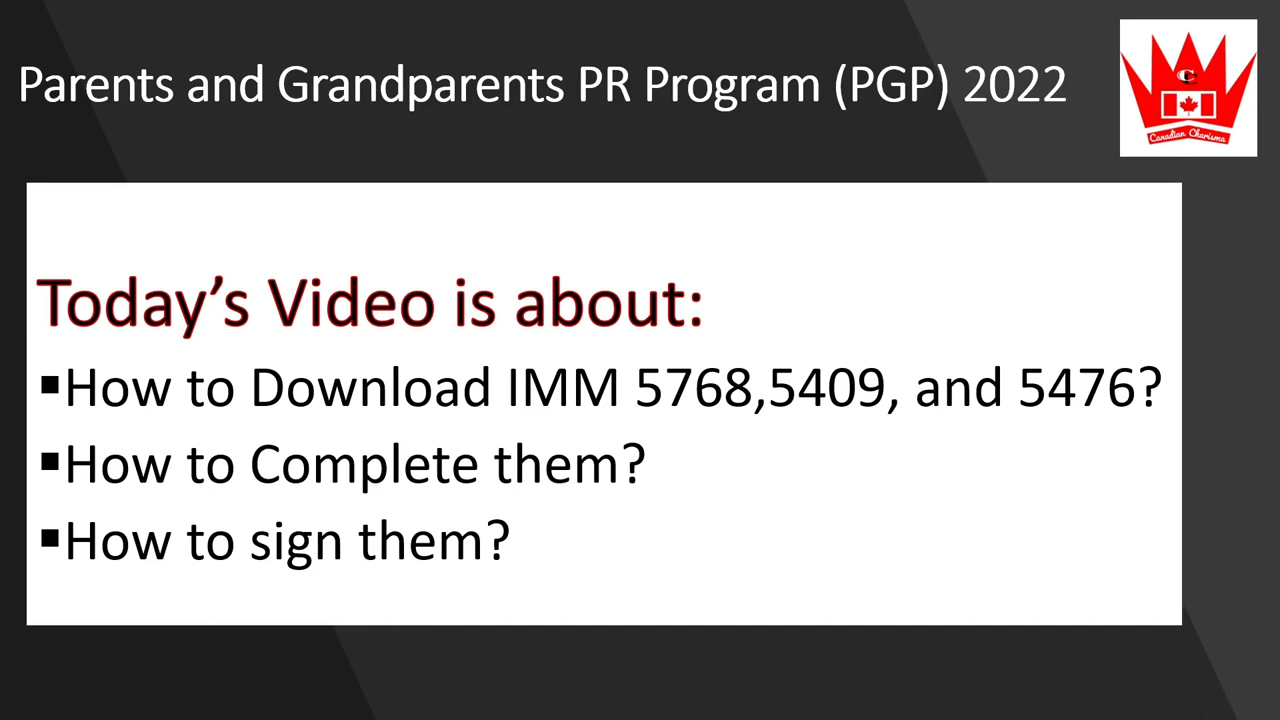 Parents and Grandparents PR Program (PGP) 2022
C
Canadian Charisma
Today's Video is about:
▪How to Download IMM 5768,5409, and 5476?
▪How to Complete them?
▪How to sign them?